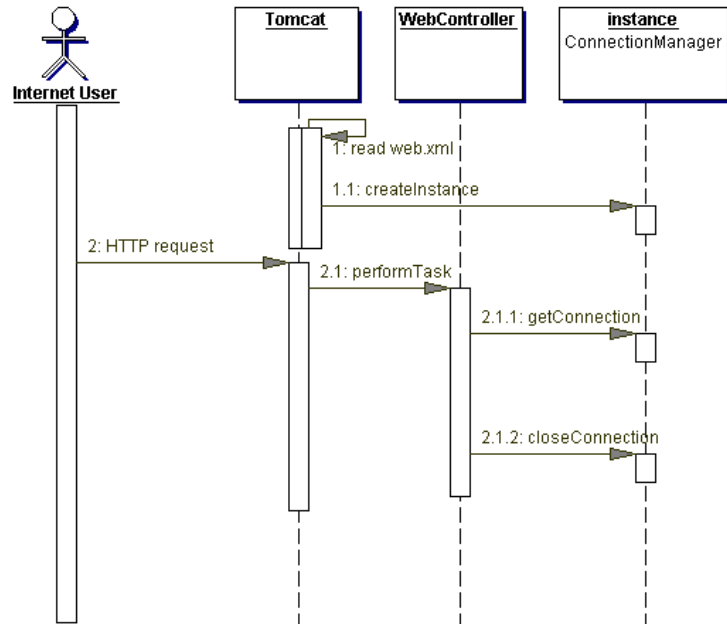 Internet User
Tomcat
WebController
instance
ConnectionManager
1: read web.xml
1.1: createInstance
2: HTTP request
2.1: performTask
2.1.1: getConnection
2.1.2: closeConnection